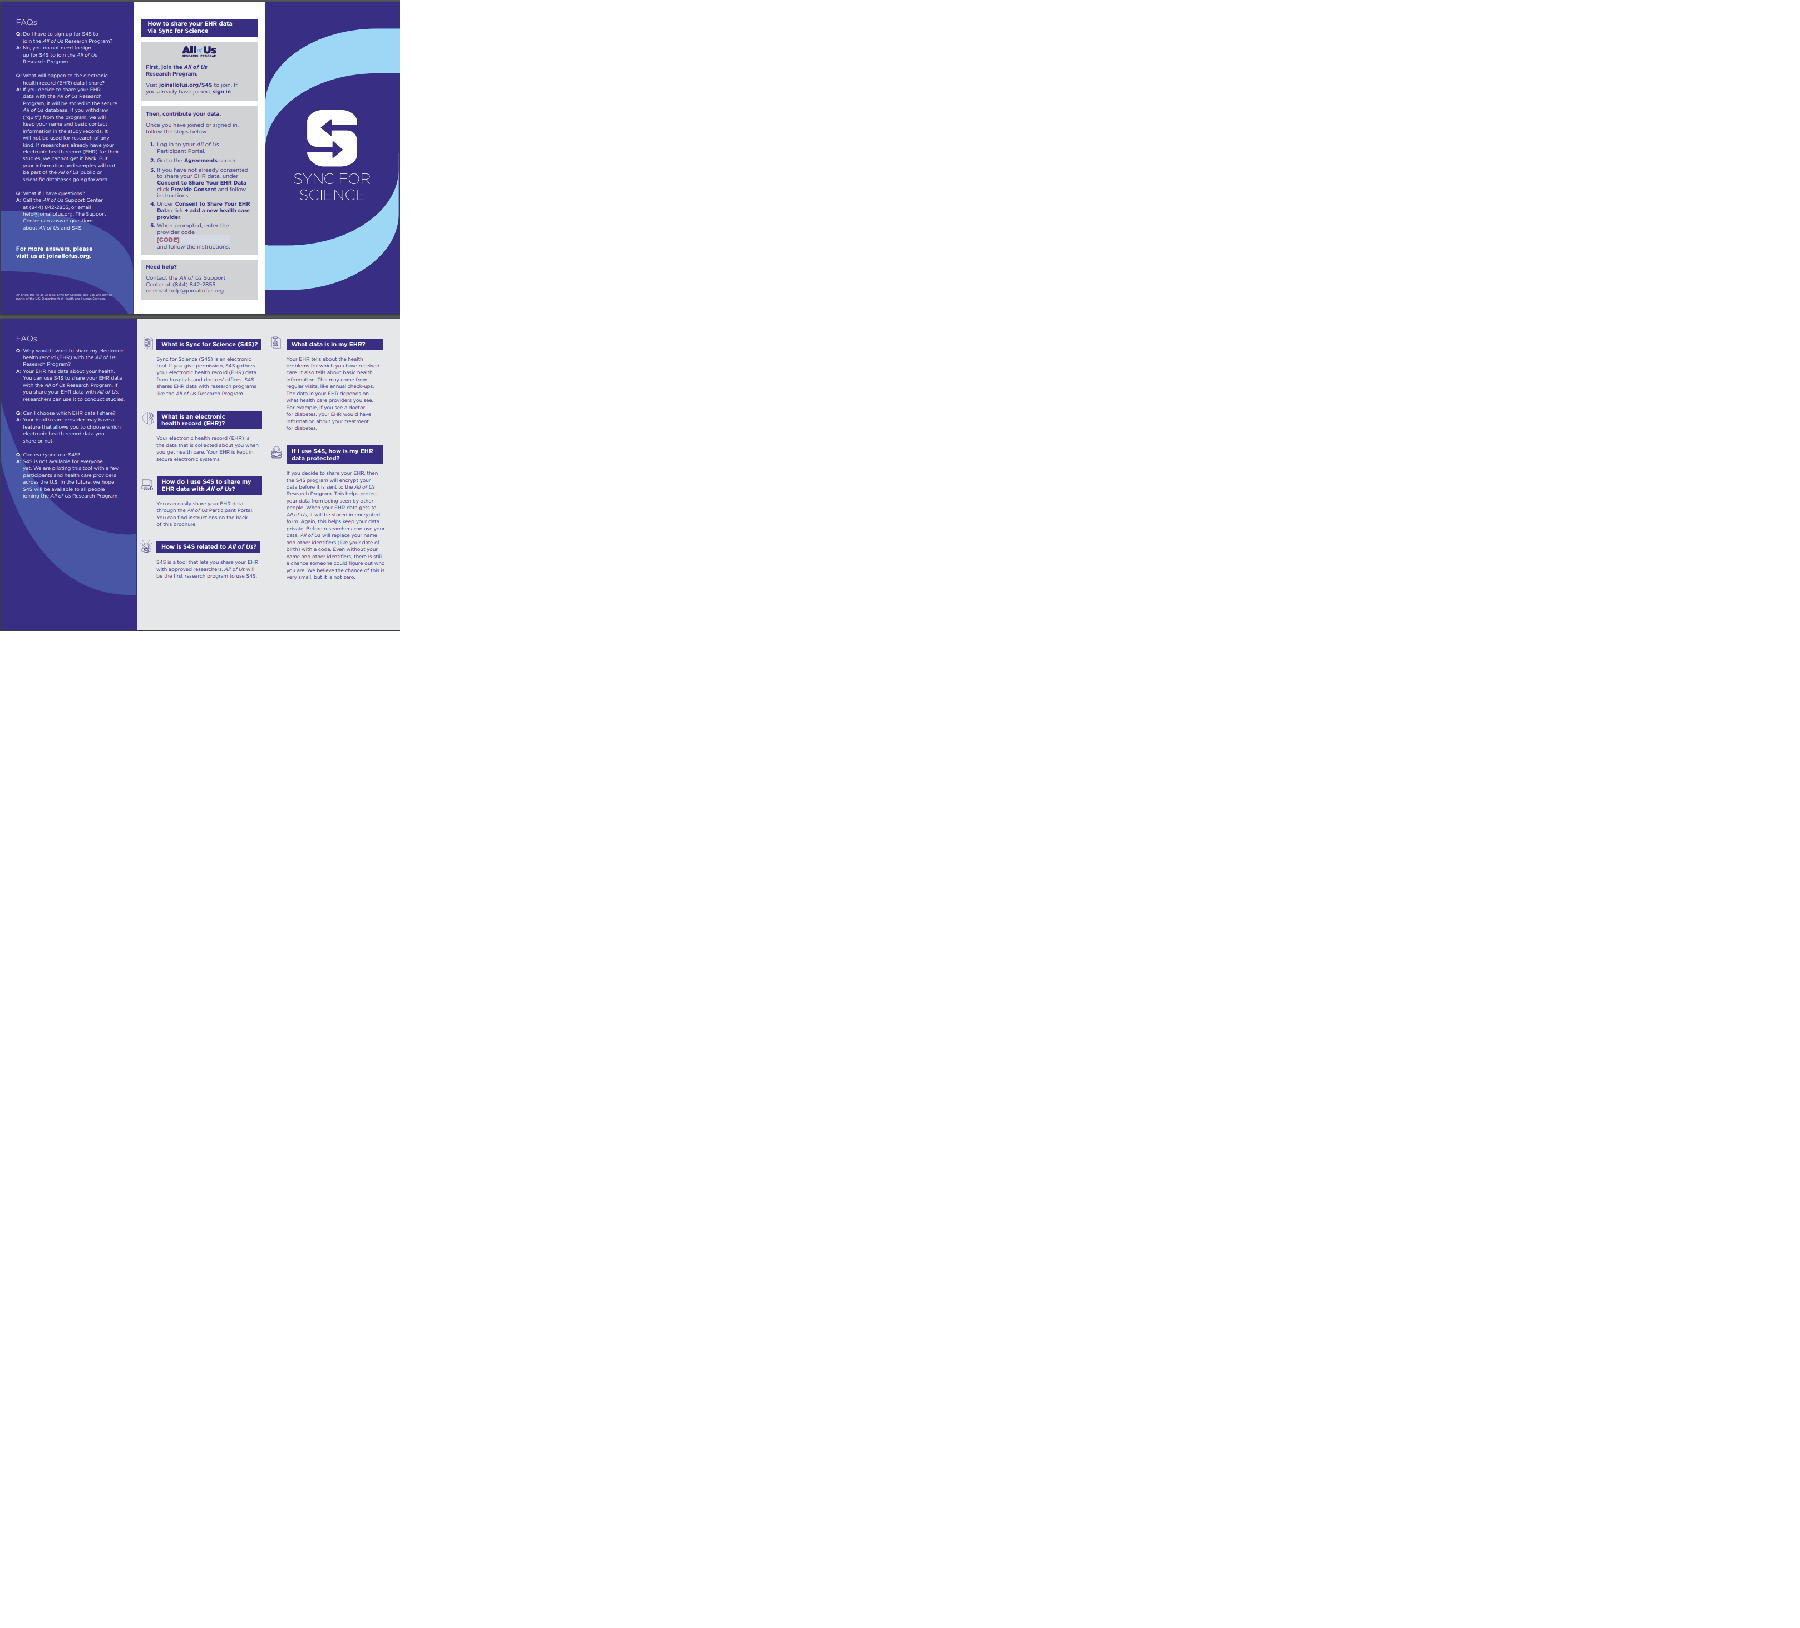 FAQs
Q: Do I have to sign up for S4S to
join the All of Us Research Program?
A: No, you do not need to sign
up for S4S to join the All of Us
Research Program.
Q: What will happen to the electronic
health record (EHR) data I share?
A: If you decide to share your EHR
data with the All of Us Research
Program, it will be stored in the secure
All of Us database. If you withdraw
("quit") from the program, we will
keep your name and basic contact
information in the study records. It
will not be used for research of any
kind. If researchers already have your
electronic health record (EHR) for their
studies, we cannot get it back. But
your information and samples will not
be part of the All of Us public or
scientific databases going forward.
Q: What if I have questions?
A: Call the All of Us Support Center
at (844) 842-2855, or email
help@joinallofus.org. The Support
Center can answer questions
about All of Us and S4S.
For more answers, please
visit us at joinallofus.org.
How to share your EHR data
via Sync for Science
All of Us
RESEARCH PROGRAM
First, join the All of Us
Research Program.
Visit joinallofus.org/S4S to join. If
you already have joined, sign in.
Then, contribute your data.
Once you have joined or signed in,
follow the steps below.
1. Log in to your All of Us
Participant Portal.
2. Go to the Agreements
3. If you have not already consented
to share your EHR data, under
Consent to Share Your EHR Data
click Provide Consent and follow
instructions.
4. Under Consent to Share Your EHR
Data click + add a new health care
provider.
5. When prompted, enter the
provider code
[CODE]
and follow the instructions.
Need help?
Contact the All of Us Support
Center at (844) 842-2855
or email help@joinallofus.org.
SYNC FOR
SCIENCE
FAQs
Q: Why would I want to share my electronic
health record (EHR) with the All of Us
Research Program?
A: Your EHR has data about your health.
You can use S4S to share your EHR data
with the All of Us Research Program. If
you share your EHR data with All of Us,
researchers can use it to conduct studies.
Q: Can I choose which EHR data I share?
A: Your health care provider may have a
feature that allows you to choose which
electronic health record data you
share or not.
Q: Can everyone use S4S?
A: S4S is not available for everyone
yet. We are piloting this tool with a few
participants and health care providers
across the U.S. In the future, we hope
S4S will be available to all people
joining the All of Us Research Program.
What is Sync for Science (S4S)?
Sync for Science (S4S) is an electronic
tool. If you give permission, S4S gathers
your electronic health record (EHR) data
from hospitals and doctors' offices. S4S
shares EHR data with research programs
like the All of Us Research Program.
What is an electronic
health record (EHR)?
Your electronic health record (EHR) is
the data that is collected about you when
you get health care. Your EHR is kept in
secure electronic systems.
How do I use S4S to share my
EHR data with All of Us?
You can easily share your EHR data
through the All of Us Participant Portal.
You can find instructions on the back
of this brochure.
How is S4S related to All of Us?
S4S is a tool that lets you share your EHR
with approved researchers. All of Us will
be the first research program to use S4S.
What data is in my EHR?
Your EHR tells about the health
problems for which you have received
care. It also tells about basic health
information. This may come from
regular visits, like annual check-ups.
The data in your EHR depends on
what health care providers you see.
For example, if you see a doctor
for diabetes, your EHR would have
information about your treatment
for diabetes.
If I use S4S, how is my EHR
data protected?
If you decide to share your EHR, then
the S4S program will encrypt your
data before it is sent to the All of Us
Research Program. This helps protect
your data from being seen by other
people. When your EHR data gets to
All of Us, it will be stored in encrypted
form. Again, this helps keep your data
private. Before researchers can use your
data, All of Us will replace your name
and other identifiers (like your date of
birth) with a code. Even without your
name and other identifiers, there is still
a chance someone could figure out who
you are. We believe the chance of this is
very small, but it is not zero.